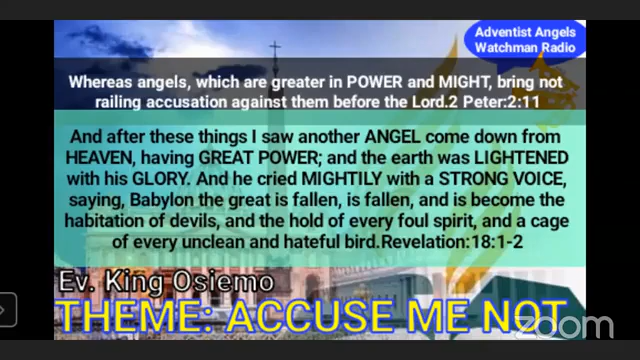 Adventist Angels
Watchman Radio
Whereas angels, which are greater in POWER and MIGHT, bring not
railing accusation against them before the Lord.2 Peter:2:11
And after these things I saw another ANGEL come down from
HEAVEN, having GREAT POWER; and the earth was LIGHTENED
with his GLORY. And he cried MIGHTILY with a STRONG VOICE,
saying, Babylon the great is fallen, is fallen, and is become the
habitation of devils, and the hold of every foul spirit, and a cage
of every unclean and hateful bird.Revelation:18:1-2
Ev. King Osiemo
THEME: ACCUSE ME NOT
zoom